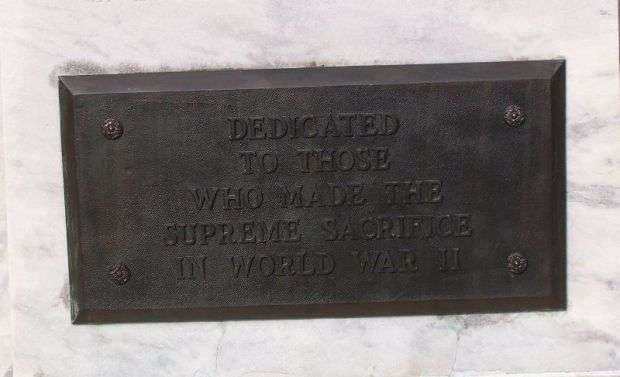 DEDICATED
TO THOSE
WHO MADE THE
SUPREME SACRIFICE
IN WORLD WAR II